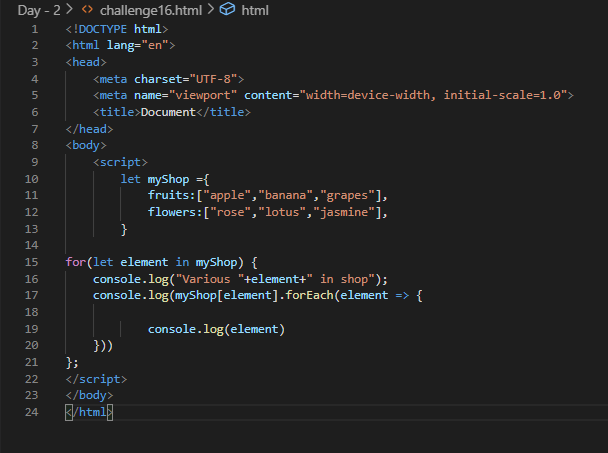 Day - 2 > <> challenge16.html > html
1 <!DOCTYPE html>
2 <html lang="en">
3 <head>
4     <meta charset="UTF-8">
5     <meta name="viewport" content="width=device-width, initial-scale=1.0">
6     <title>Document</title>
7 </head>
8 <body>
9     <script>
10         let myShop ={
11             fruits:["apple","banana","grapes"],
12             flowers:["rose","lotus","jasmine"],
13         }
14
15 for(let element in myShop) {
16     console.log("Various "+element+" in shop");
17     console.log(myShop[element].forEach(element => {
18
19             console.log(element)
20     }))
21 };
22 </script>
23 </body>
24 </html>